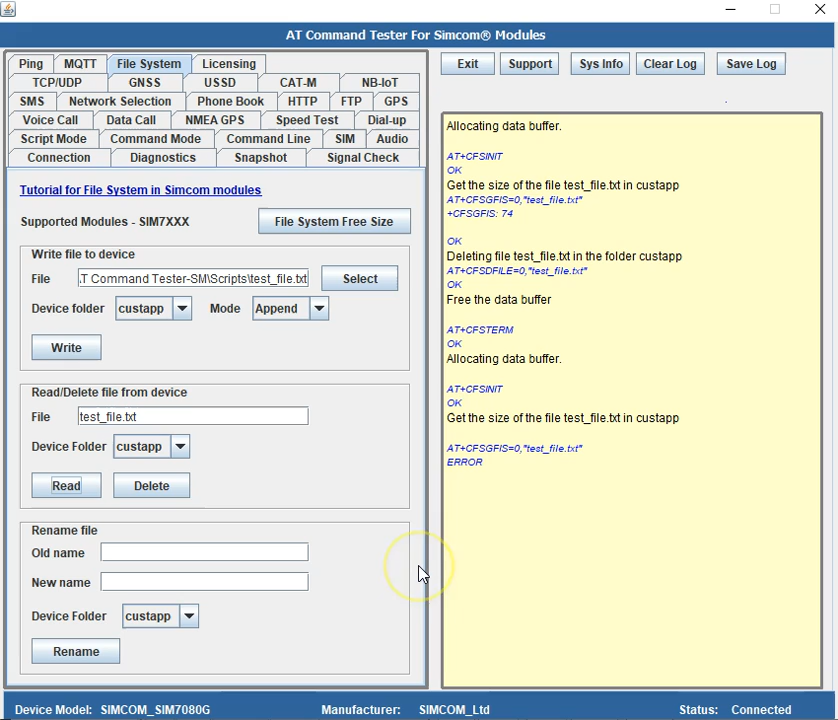 AT Command Tester For Simcom® Modules
Ping MQTT File System Licensing
TCP/UDP GNSS USSD CAT-M NB-IoT
SMS Network Selection Phone Book HTTP FTP GPS
Voice Call Data Call NMEA GPS Speed Test Dial-up
Script Mode Command Mode Command Line SIM Audio
Connection Diagnostics Snapshot Signal Check
Tutorial for File System in Simcom modules
Supported Modules - SIM7XXX File System Free Size
Write file to device
File .T Command Tester-SM\Scripts\test_file.txt Select
Device folder custapp Mode Append
Write
Read/Delete file from device
File test_file.txt
Device Folder custapp
Read Delete
Rename file
Old name
New name
Device Folder custapp
Rename
Exit Support Sys Info Clear Log Save Log
Allocating data buffer.
AT+CFSINIT
OK
Get the size of the file test_file.txt in custapp
AT+CFSGFIS=0,"test_file.txt"
+CFSGFIS: 74
OK
Deleting file test_file.txt in the folder custapp
AT+CFSDFILE=0,"test_file.txt"
OK
Free the data buffer
AT+CFSTERM
OK
Allocating data buffer.
AT+CFSINIT
OK
Get the size of the file test_file.txt in custapp
AT+CFSGFIS=0,"test_file.txt"
ERROR
Device Model: SIMCOM_SIM7080G Manufacturer: SIMCOM_Ltd Status: Connected